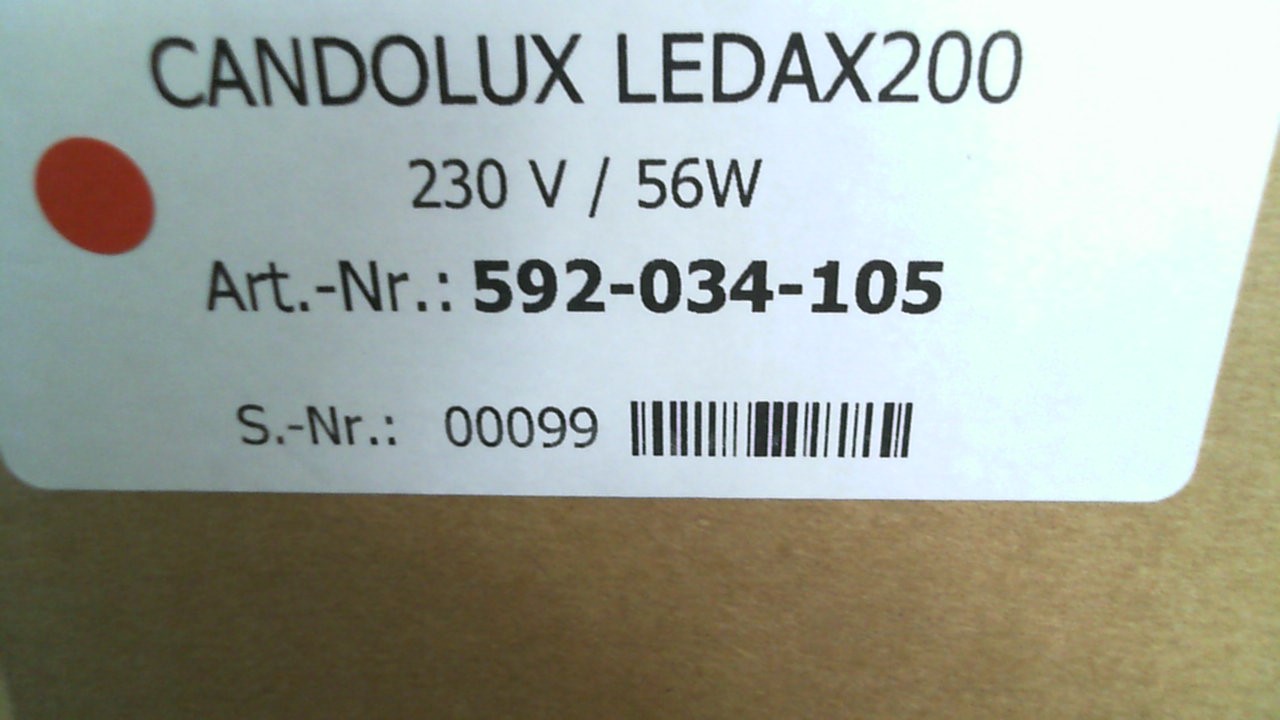 CANDOLUX LEDAX200
230 V / 56W
Art.-Nr.: 592-034-105
S.-Nr.: 00099